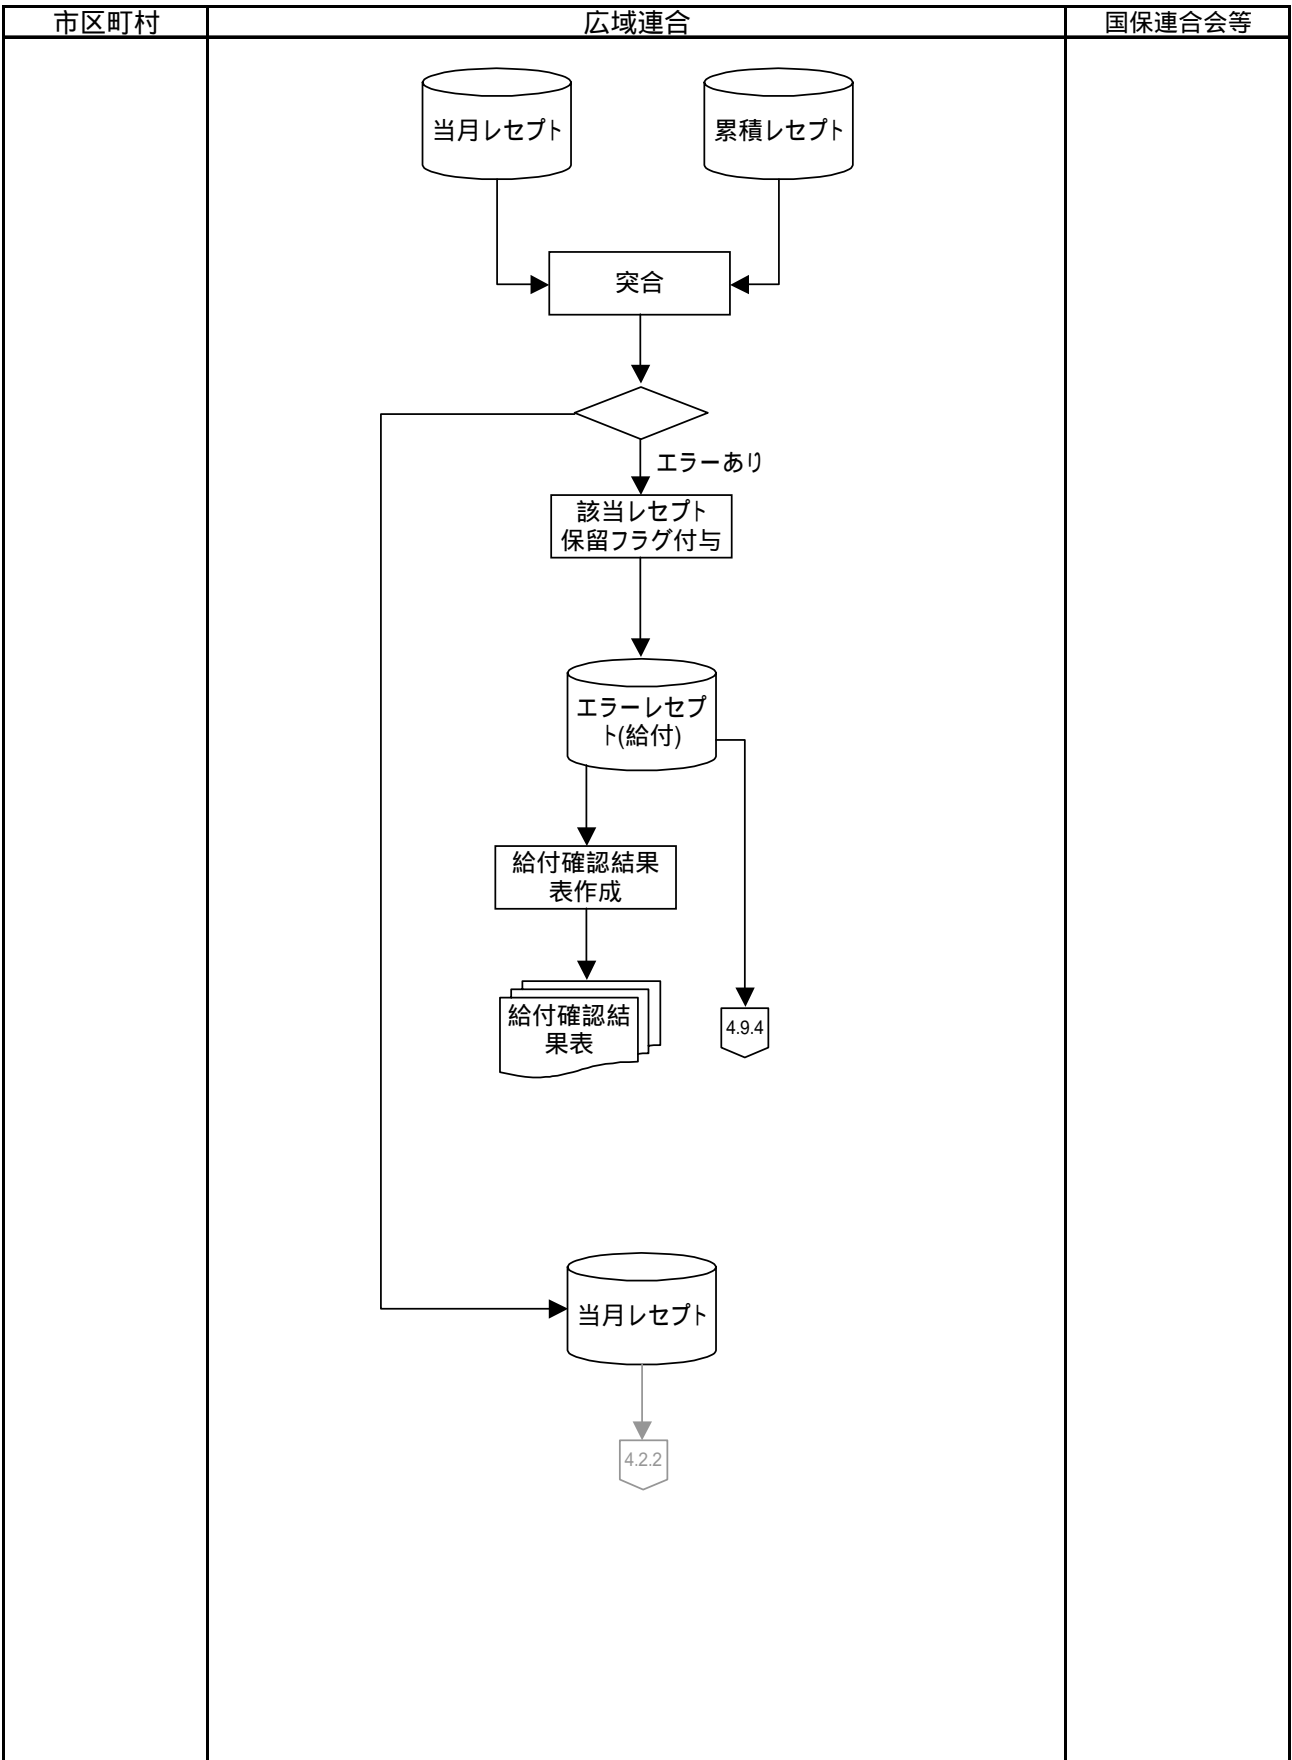 市区町村
広域連合
国保連合会等
当月レセプト
累積レセプト
突合
エラーあり
該当レセプト
保留フラグ付与
エラーレセプ
ト(給付)
給付確認結果
表作成
給付確認結
果表
4.9.4
当月レセプト
4.2.2